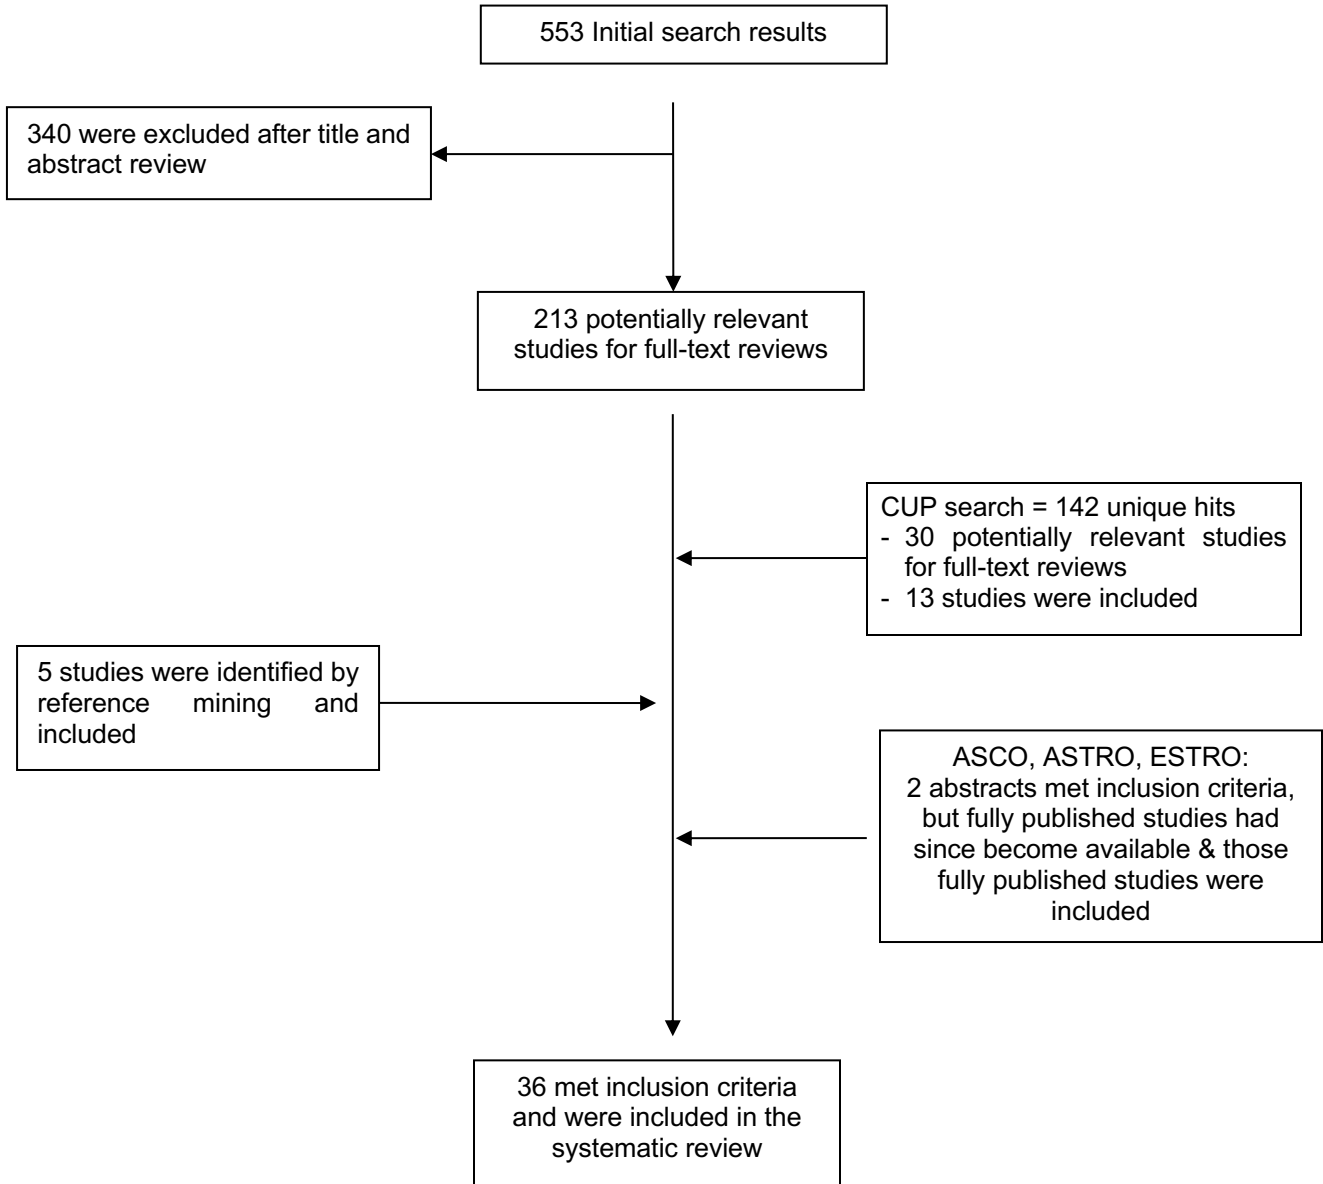 553 Initial search results
340 were excluded after title and
abstract review
213 potentially relevant
studies for full-text reviews
CUP search = 142 unique hits
- 30 potentially relevant studies
for full-text reviews
- 13 studies were included
5 studies were identified by
reference mining and
included
ASCO, ASTRO, ESTRO:
2 abstracts met inclusion criteria,
but fully published studies had
since become available & those
fully published studies were
included
36 met inclusion criteria
and were included in the
systematic review